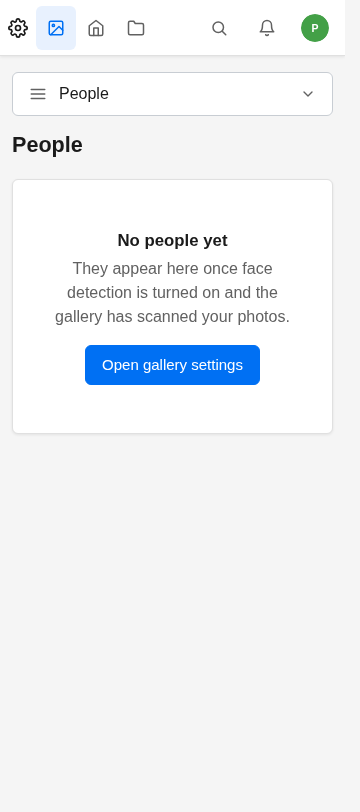 P
People
People
No people yet
They appear here once face
detection is turned on and the
gallery has scanned your photos.
Open gallery settings